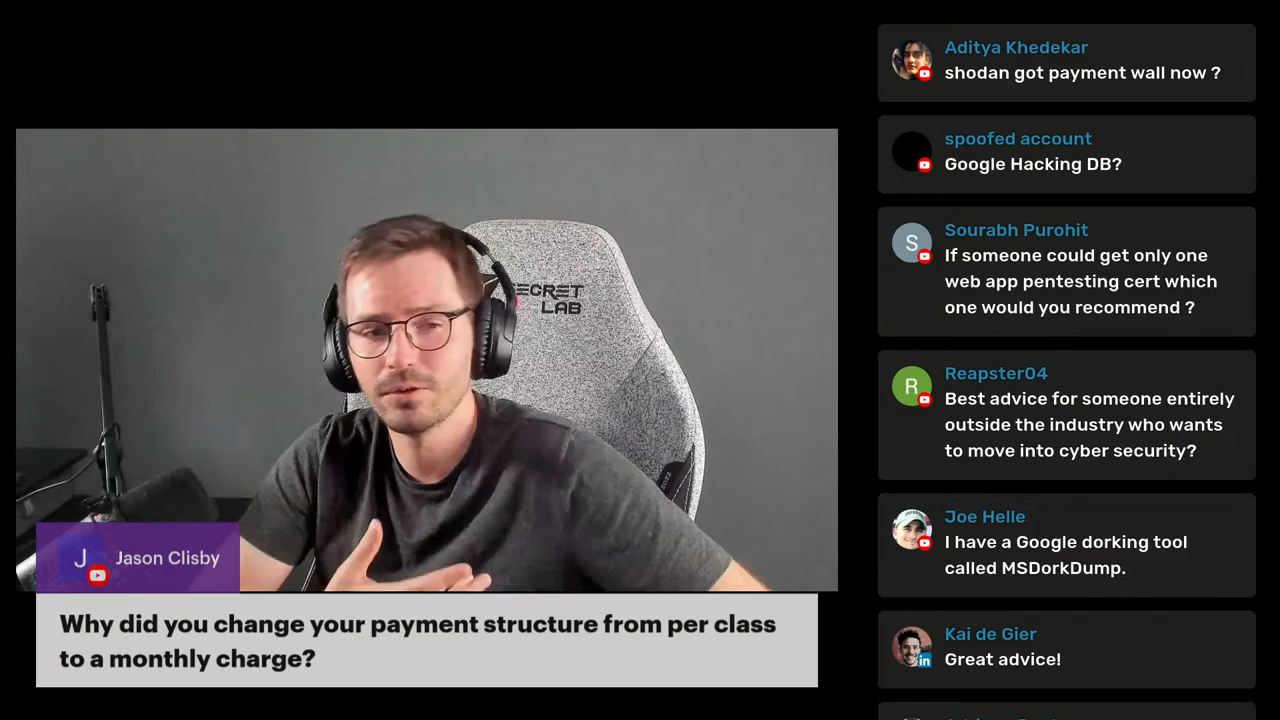 Aditya Khedekar
shodan got payment wall now ?
spoofed account
Google Hacking DB?
S
Sourabh Purohit
If someone could get only one
web app pentesting cert which
one would you recommend ?
R
Reapster04
Best advice for someone entirely
outside the industry who wants
to move into cyber security?
Joe Helle
I have a Google dorking tool
called MSDorkDump.
Kai de Gier
in
Great advice!
ECRET
LAB
J
Jason Clisby
Why did you change your payment structure from per class
to a monthly charge?